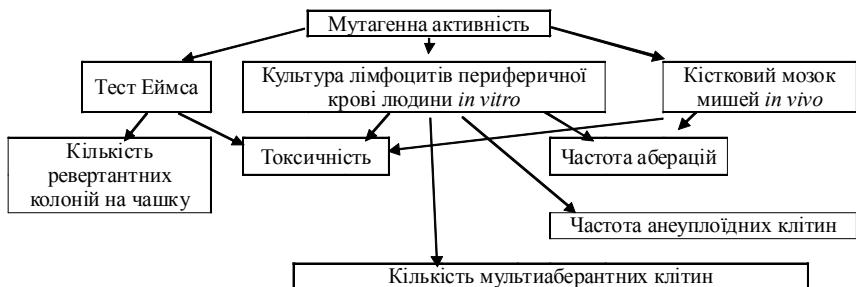 Мутагенна активність
Тест Еймса
Культура лімфоцитів периферичної
крові людини in vitro
Кістковий мозок
мишей in vivo
Кількість
ревертантних
колоній на чашку
Токсичність
Частота аберацій
Частота анеуплоїдних клітин
Кількість мультиаберантних клітин